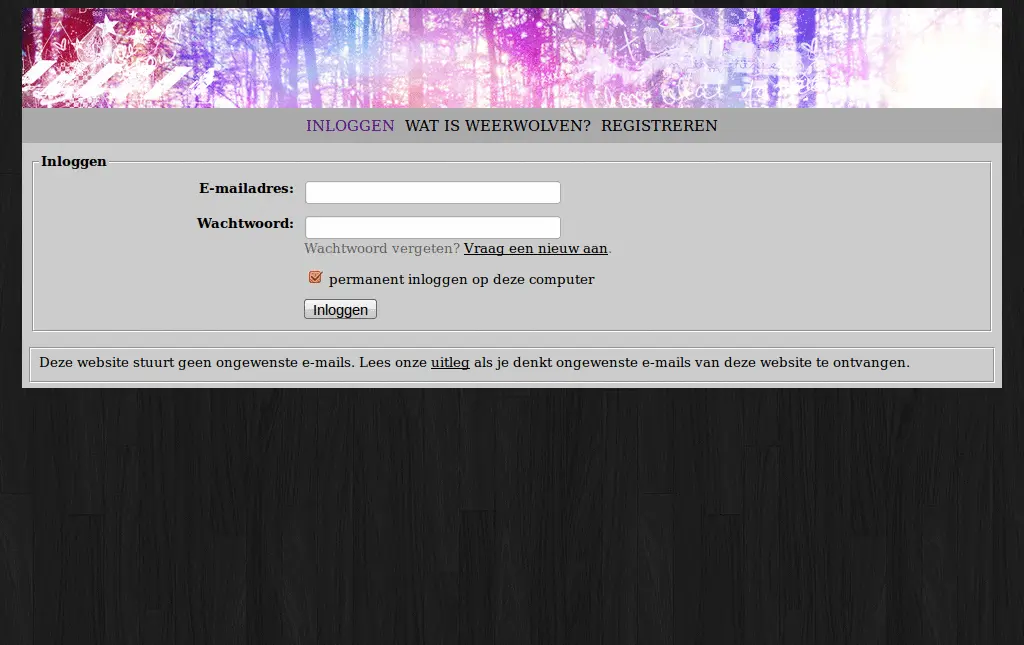 INLOGGEN WAT IS WEERWOLVEN? REGISTREREN
Inloggen
E-mailadres:
Wachtwoord:
Wachtwoord vergeten? Vraag een nieuw aan.
permanent inloggen op deze computer
Inloggen
Deze website stuurt geen ongewenste e-mails. Lees onze uitleg als je denkt ongewenste e-mails van deze website te ontvangen.